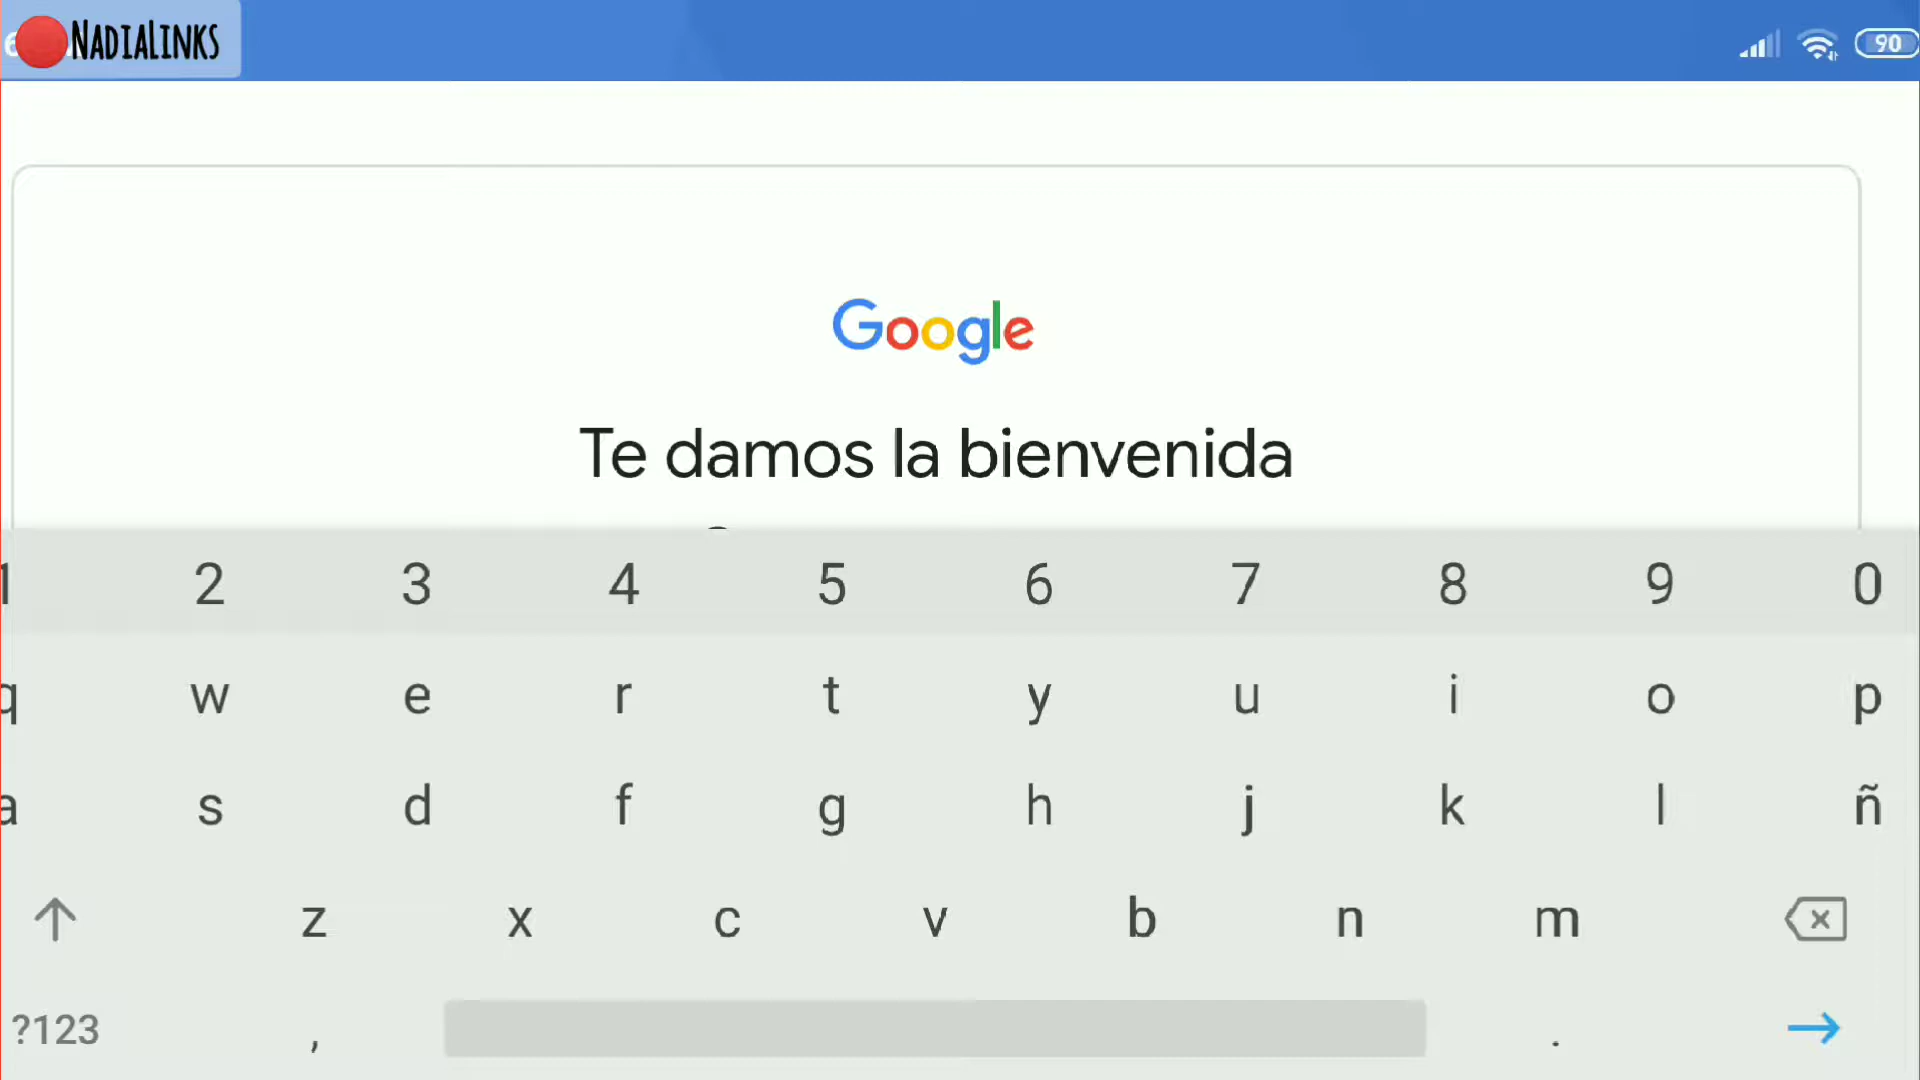 NADIALINKS
90
Google
Te damos la bienvenida
1 2 3 4 5 6 7 8 9 0
q w e r t y u i o p
a s d f g h j k l ñ
z x c v b n m
?123 , .